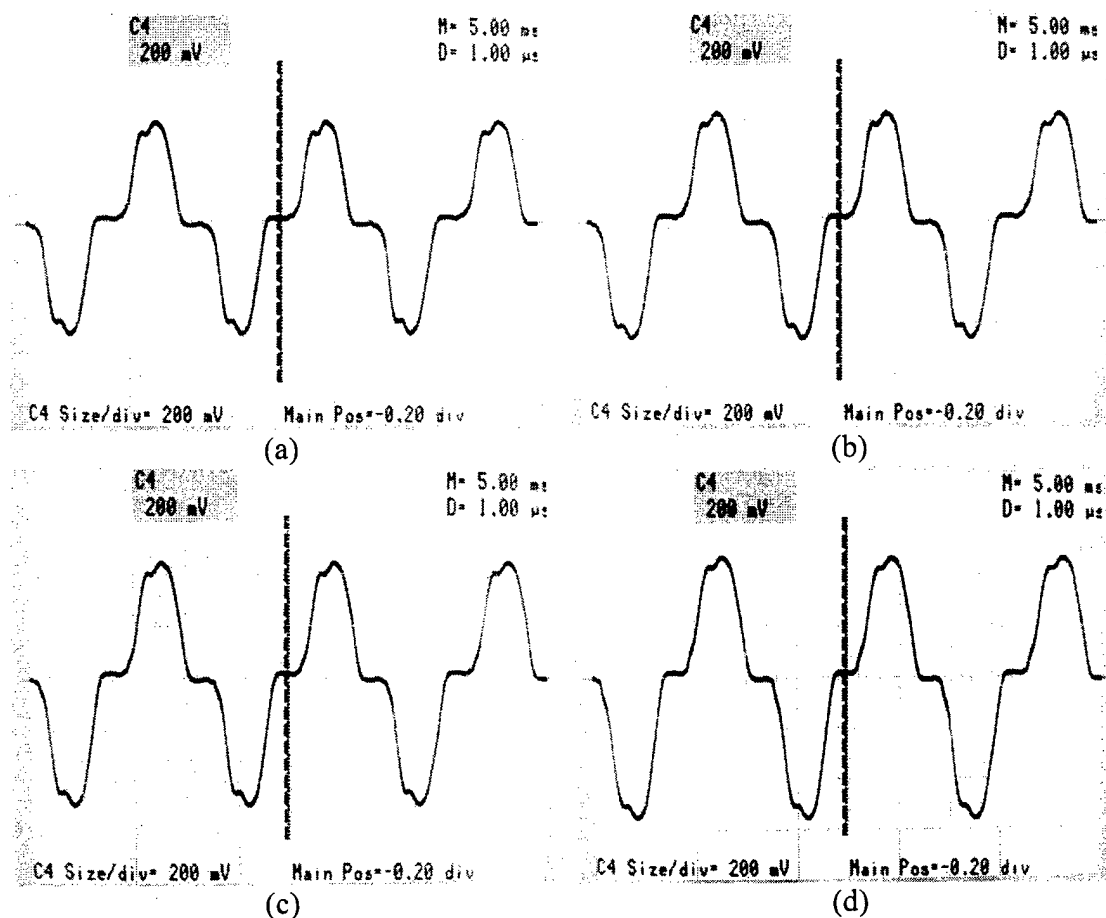 C4
200 mV
M= 5.00 ms
D= 1.00 µs
C4 Size/div= 200 mV
Main Pos=-0.20 div
(a)
C4
200 mV
M= 5.00 ms
D= 1.00 µs
C4 Size/div= 200 mV
Main Pos=-0.20 div
(b)
C4
200 mV
M= 5.00 ms
D= 1.00 µs
C4 Size/div= 200 mV
Main Pos=-0.20 div
(c)
C4
200 mV
M= 5.00 ms
D= 1.00 µs
C4 Size/div= 200 mV
Main Pos=-0.20 div
(d)